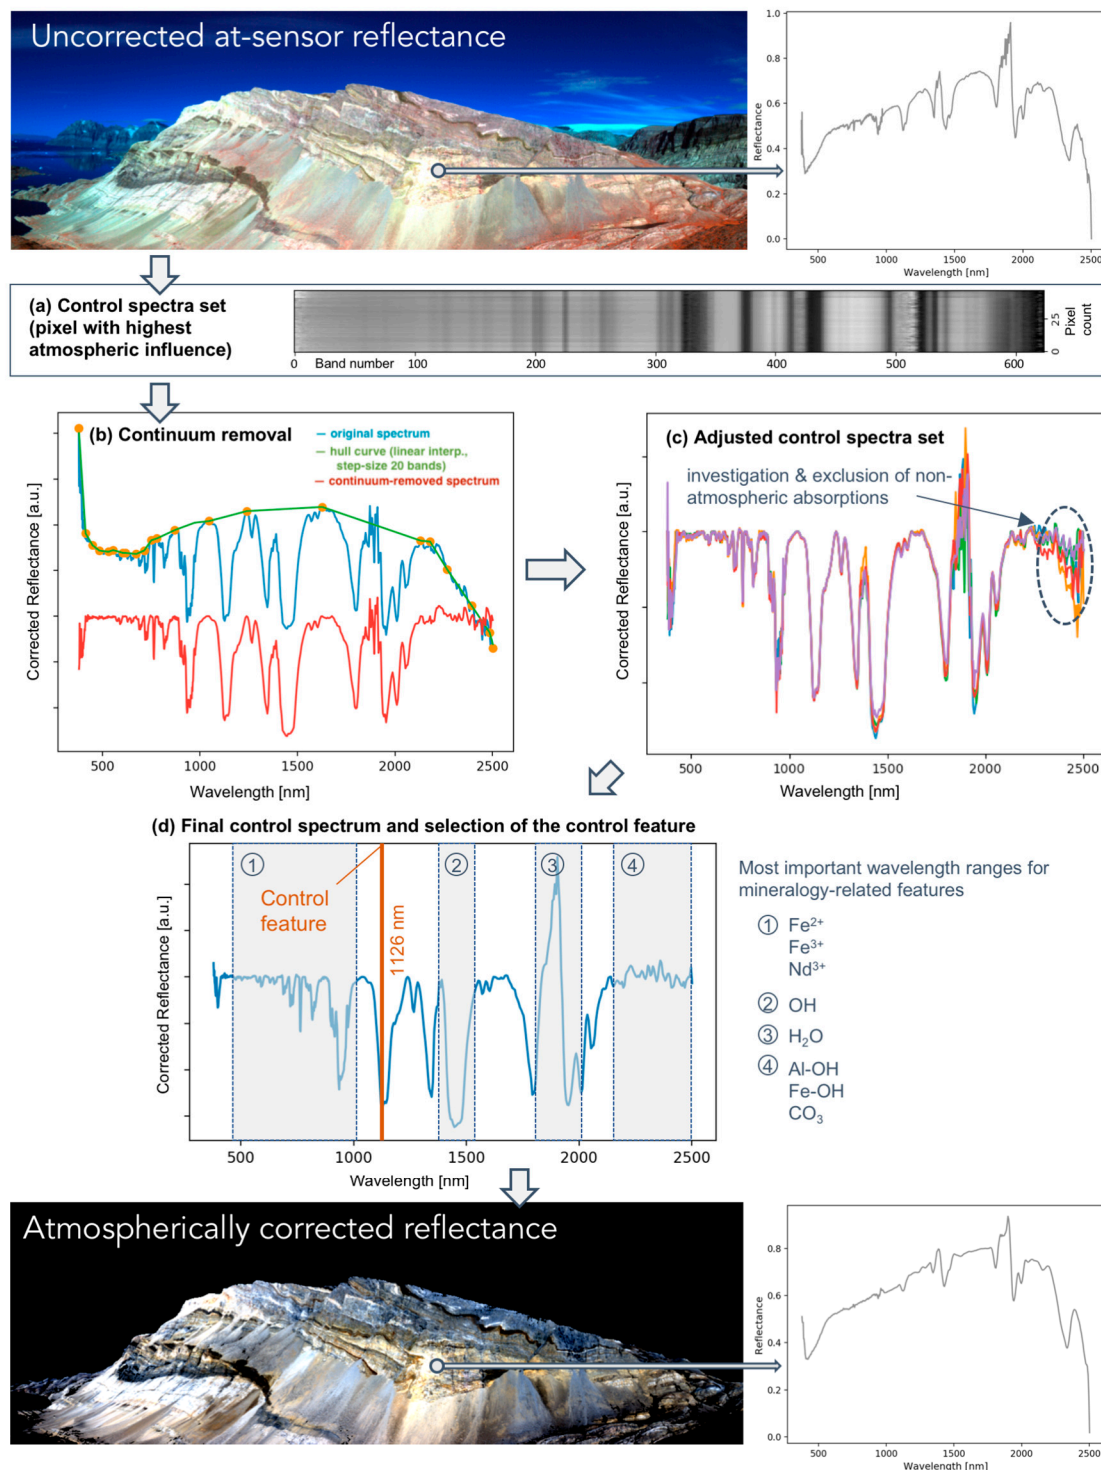 Uncorrected at-sensor reflectance
1.0
0.8
0.6
0.4
0.2
0.0
Reflectance
500
1000
1500
2000
2500
Wavelength [nm]
(a) Control spectra set
(pixel with highest
atmospheric influence)
0
Band number
100
200
300
400
500
600
0
25
Pixel
count
(b) Continuum removal
original spectrum
hull curve (linear interp.,
step-size 20 bands)
continuum-removed spectrum
Corrected Reflectance [a.u.]
500
1000
1500
2000
2500
Wavelength [nm]
(c) Adjusted control spectra set
investigation & exclusion of non-
atmospheric absorptions
Corrected Reflectance [a.u.]
500
1000
1500
2000
2500
Wavelength [nm]
(d) Final control spectrum and selection of the control feature
1
2
3
4
Control
feature
1126 nm
Corrected Reflectance [a.u.]
500
1000
1500
2000
2500
Wavelength [nm]
Most important wavelength ranges for
mineralogy-related features
1 Fe²⁺
Fe³⁺
Nd³⁺
2 OH
3 H₂O
4 Al-OH
Fe-OH
CO₃
Atmospherically corrected reflectance
0.8
0.6
0.4
0.2
0.0
Reflectance
500
1000
1500
2000
2500
Wavelength [nm]